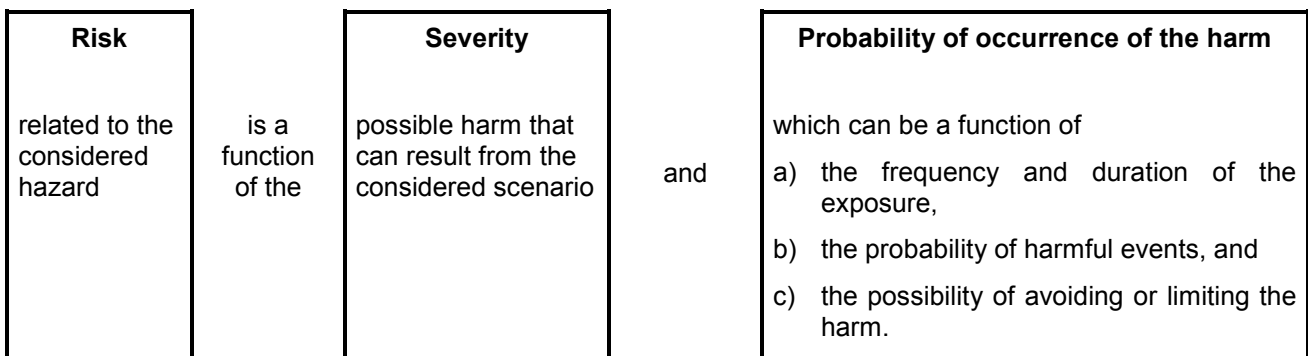 Risk
related to the
considered
hazard
is a
function
of the
Severity
possible harm that
can result from the
considered scenario
and
Probability of occurrence of the harm
which can be a function of
a) the frequency and duration of the
exposure,
b) the probability of harmful events, and
c) the possibility of avoiding or limiting the
harm.